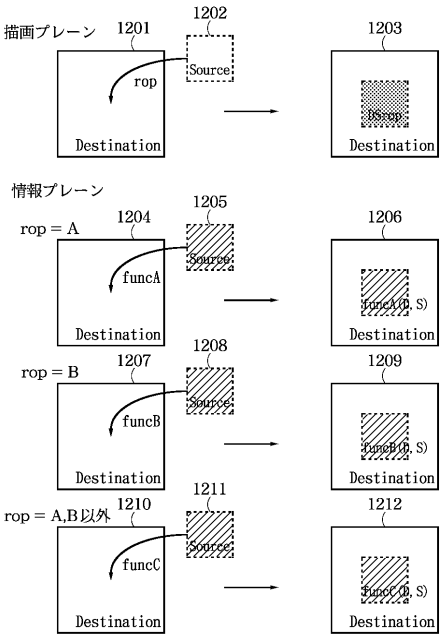 描画プレーン
1201
1202
1203
Source
rop
DSrop
Destination
Destination
情報プレーン
rop = A
1204
1205
1206
Source
funcA
funcA(D,S)
Destination
Destination
rop = B
1207
1208
1209
Source
funcB
funcB(D,S)
Destination
Destination
rop = A,B以外
1210
1211
1212
Source
funcC
funcC(D,S)
Destination
Destination